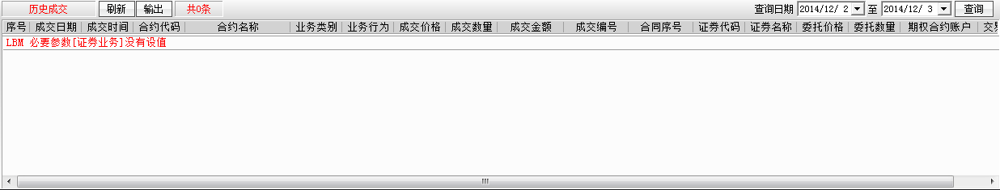 历史成交 刷新 输出 共0条 查询日期 2014/12/ 2 至 2014/12/ 3 查询
序号 成交日期 成交时间 合约代码 合约名称 业务类别 业务行为 成交价格 成交数量 成交金额 成交编号 合同序号 证券代码 证券名称 委托价格 委托数量 期权合约账户 交易
LBM 必要参数[证券业务]没有设值